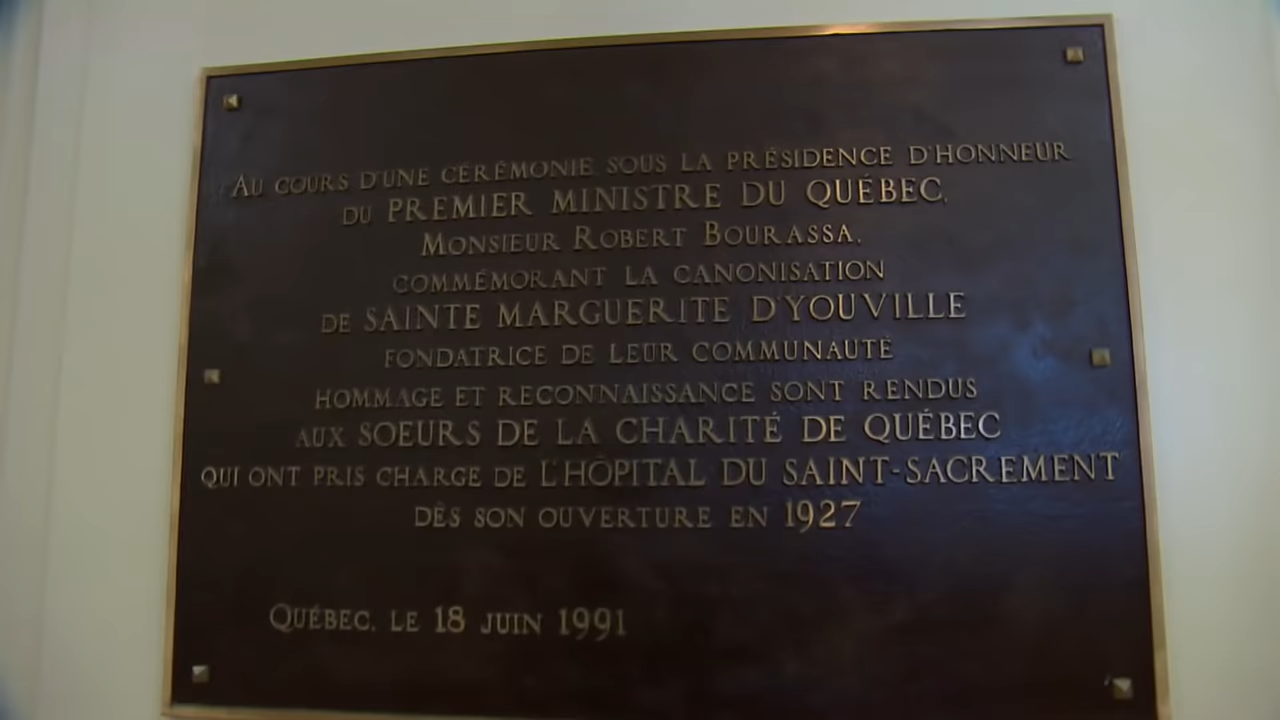 AU COURS D'UNE CÉRÉMONIE SOUS LA PRÉSIDENCE D'HONNEUR
DU PREMIER MINISTRE DU QUÉBEC,
MONSIEUR ROBERT BOURASSA,
COMMÉMORANT LA CANONISATION
DE SAINTE MARGUERITE D'YOUVILLE
FONDATRICE DE LEUR COMMUNAUTÉ
HOMMAGE ET RECONNAISSANCE SONT RENDUS
AUX SOEURS DE LA CHARITÉ DE QUÉBEC
QUI ONT PRIS CHARGE DE L'HÔPITAL DU SAINT-SACREMENT
DÈS SON OUVERTURE EN 1927
QUÉBEC, LE 18 JUIN 1991